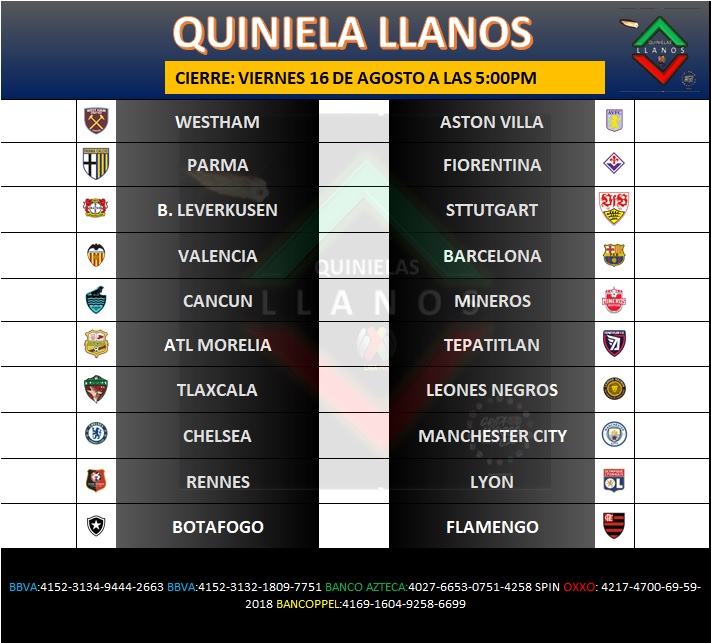 QUINIELA LLANOS
QUINIELAS
LLANOS
CIERRE: VIERNES 16 DE AGOSTO A LAS 5:00PM
WESTHAM ASTON VILLA
PARMA FIORENTINA
B. LEVERKUSEN STTUTGART
VALENCIA BARCELONA
QUINIELAS
CANCUN MINEROS
LLANOS
ATL MORELIA TEPATITLAN
TLAXCALA LEONES NEGROS
CHELSEA MANCHESTER CITY
RENNES LYON
BOTAFOGO FLAMENGO
BBVA:4152-3134-9444-2663 BBVA:4152-3132-1809-7751 BANCO AZTECA:4027-6653-0751-4258 SPIN OXXO: 4217-4700-69-59-
2018 BANCOPPEL:4169-1604-9258-6699